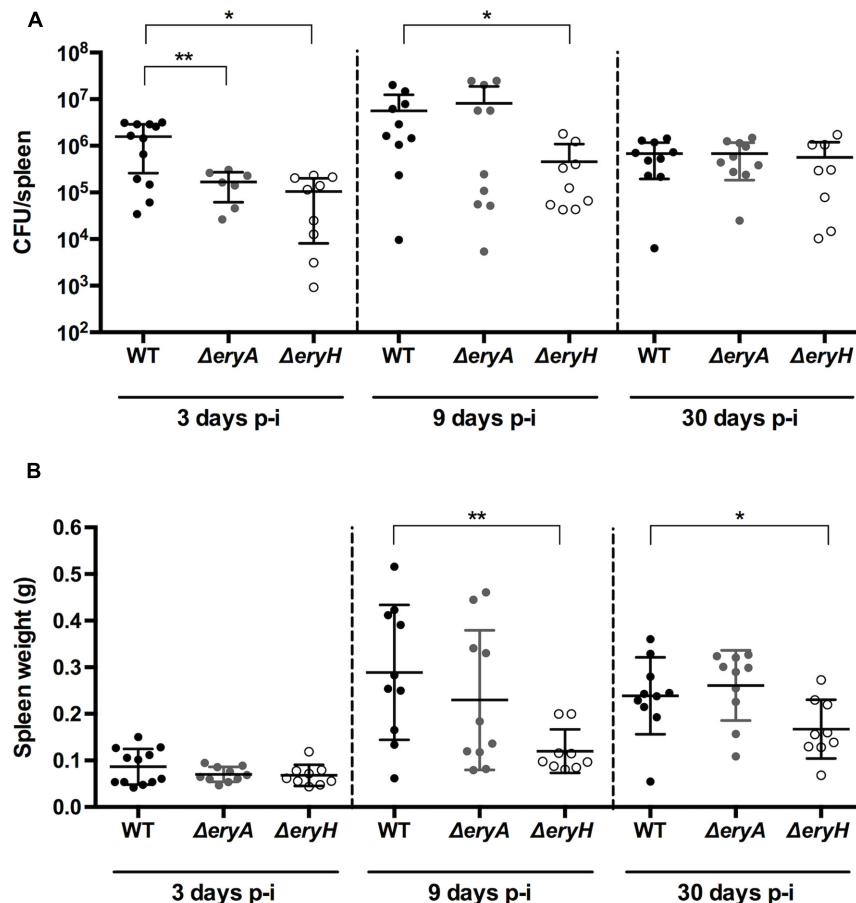 A
*
*
**
10⁸
10⁷
10⁶
10⁵
10⁴
10³
10²
CFU/spleen
WT ΔeryA ΔeryH WT ΔeryA ΔeryH WT ΔeryA ΔeryH
3 days p-i 9 days p-i 30 days p-i
B
** *
0.6
0.5
0.4
0.3
0.2
0.1
0.0
Spleen weight (g)
WT ΔeryA ΔeryH WT ΔeryA ΔeryH WT ΔeryA ΔeryH
3 days p-i 9 days p-i 30 days p-i